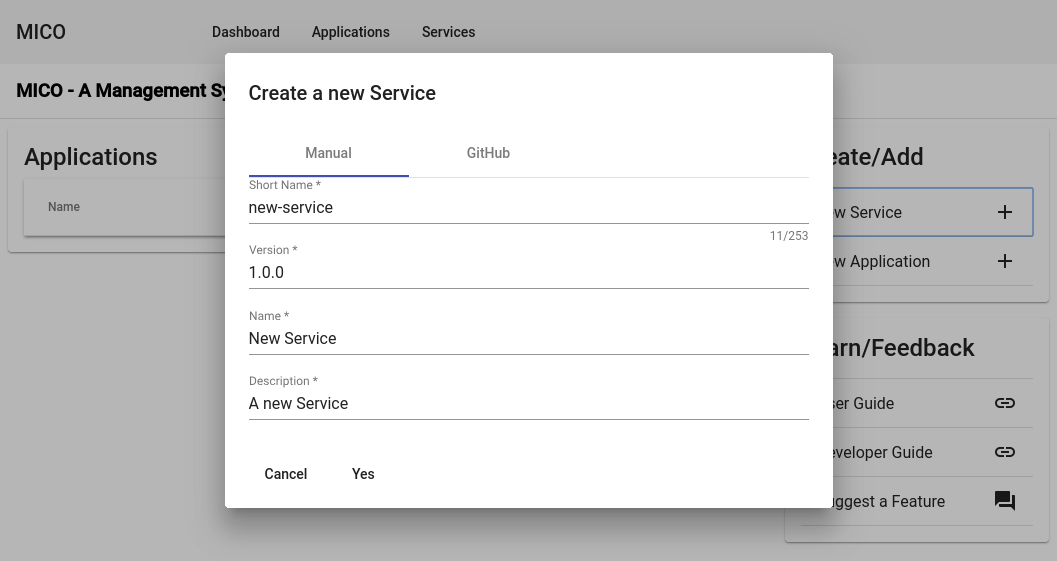 MICO
Dashboard Applications Services
MICO - A Management Sy
Create a new Service
Manual GitHub
Short Name *
new-service
11/253
Version *
1.0.0
Name *
New Service
Description *
A new Service
Cancel Yes
Applications
Name
eate/Add
w Service
w Application
arn/Feedback
ser Guide
eveloper Guide
uggest a Feature